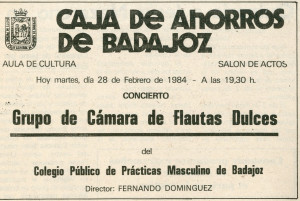 CAJA DE AHORROS
DE BADAJOZ
AULA DE CULTURA
SALON DE ACTOS
Hoy martes, día 28 de Febrero de 1984 - A las 19,30 h.
CONCIERTO
Grupo de Cámara de Flautas Dulces
del
Colegio Público de Prácticas Masculino de Badajoz
Director: FERNANDO DOMINGUEZ